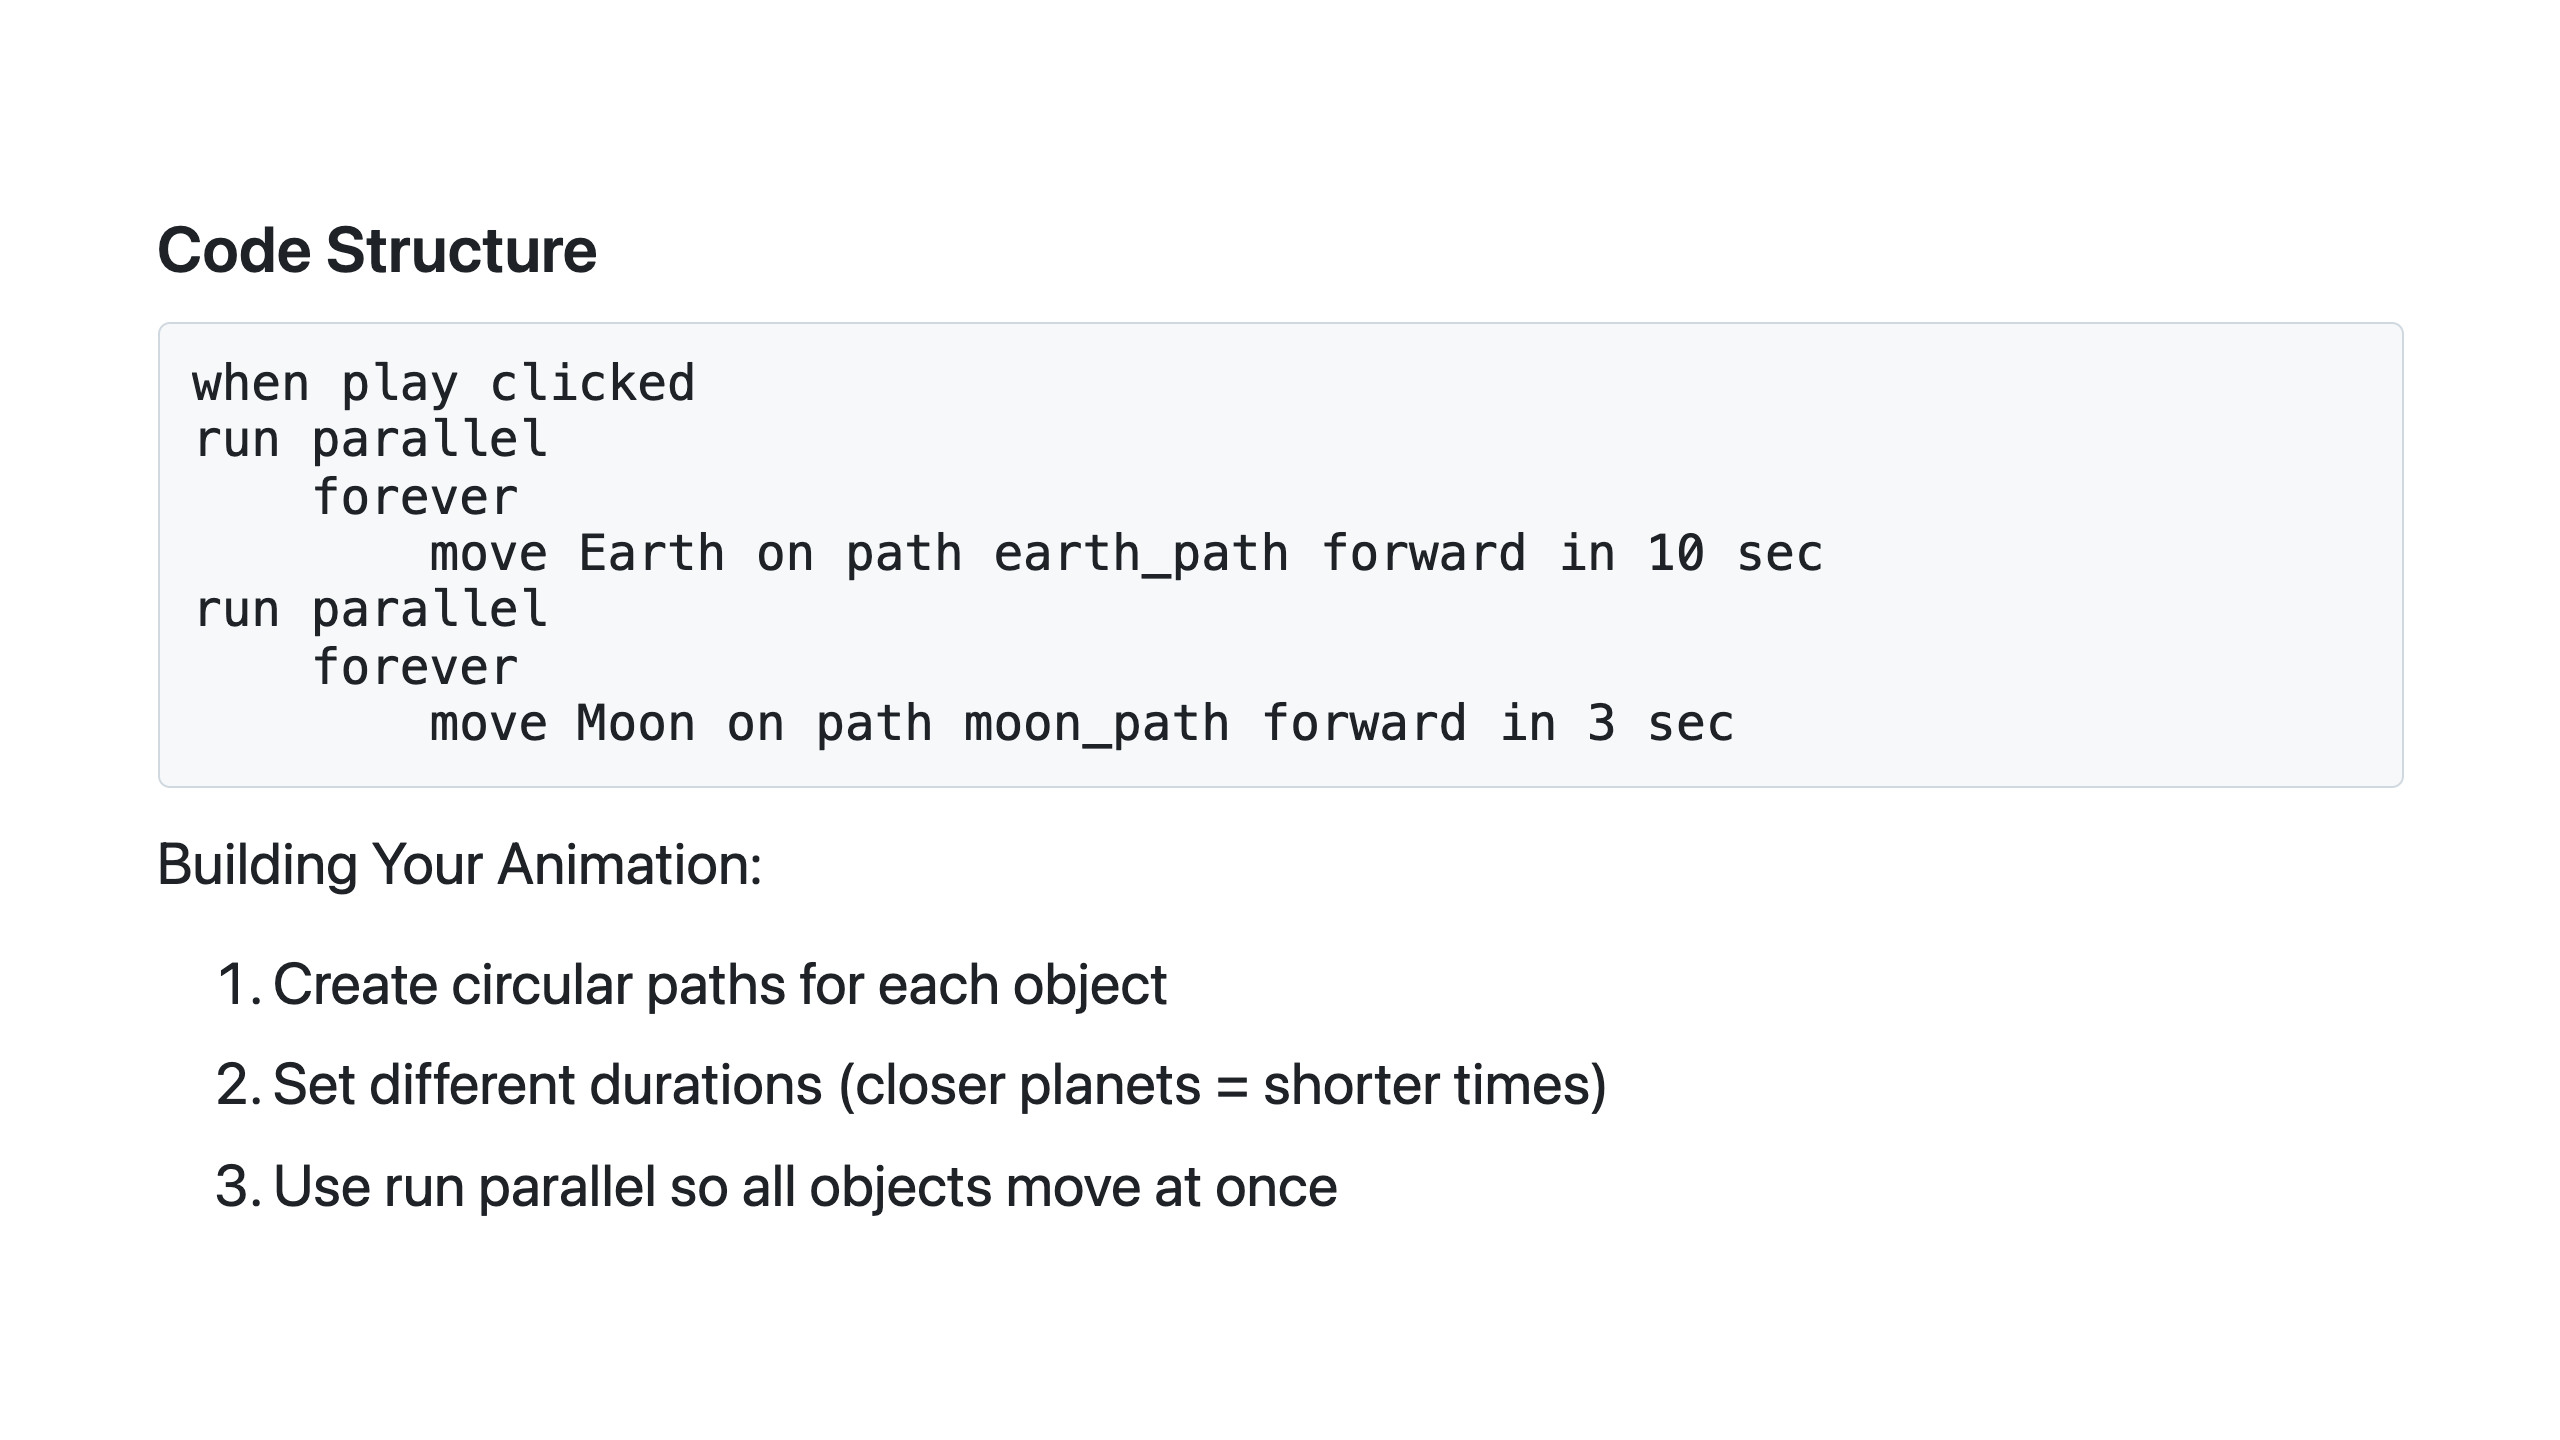 Code Structure
when play clicked
run parallel
    forever
        move Earth on path earth_path forward in 10 sec
run parallel
    forever
        move Moon on path moon_path forward in 3 sec
Building Your Animation:
1. Create circular paths for each object
2. Set different durations (closer planets = shorter times)
3. Use run parallel so all objects move at once